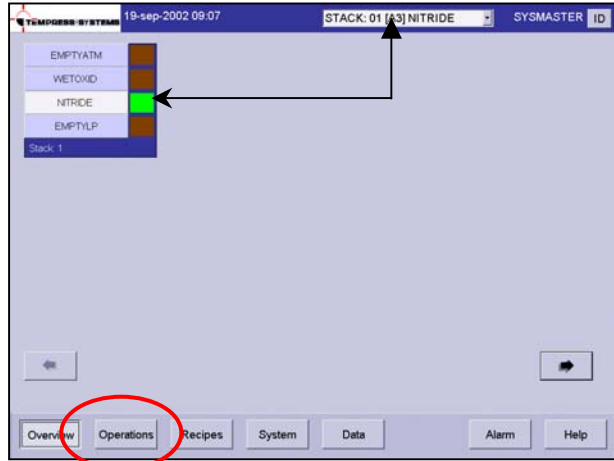 TEMPRESS SYSTEMS 19-sep-2002 09:07 STACK: 01 [A3] NITRIDE SYSMASTER ID
EMPTYATM
WETOXID
NITRIDE
EMPTYLP
Stack: 1
Overview Operations Recipes System Data Alarm Help